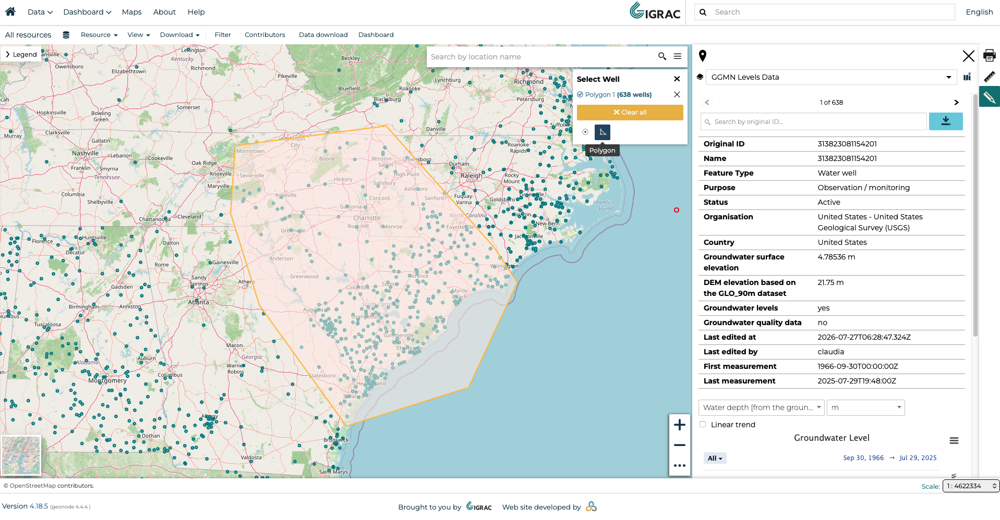 Data
Dashboard
Maps
About
Help
IGRAC
Search
English
All resources
Resource
View
Download
Filter
Contributors
Data download
Dashboard
Legend
Search by location name
Select Well
Polygon 1 (638 wells)
Clear all
Polygon
Owensboro
Elizabethtown
Lexington
Kentucky
Richmond
Pikeville
Beckley
Lynchburg
Richmond
Petersburg
Bluefield
Blacksburg
Roanoke
Hopkinsville
Bowling
Green
Somerset
Murray
Clarksville
Gallatin
Nashville
Lebanon
Cookeville
Franklin
Smyrna
Tennessee
Oak Ridge
Knoxville
Maryville
Morristown
Sevierville
Johnson
City
Boone
Winston-
Salem
Greensboro
High Point
Danville
Suffolk
Roanoke
Rapids
Durham
Raleigh
Rocky
Mount
Hickory
Salisbury
Asheboro
Columbia
Shelbyville
Chattanooga
Cleveland
Asheville
Concord
Gastonia
Charlotte
Rock Hill
Monroe
Sanford
Fuquay-
Varina
Goldsboro
Greenville
Kinston
Pamlico
Sound
North Carolina
Fayetteville
New Bern
Jacksonville
Florence
Huntsville
Decatur
Dalton
Rome
Gainesville
Greenville
Anderson
Greenwood
Wilmington
Sandy
Springs
Athens
Gadsden
Anniston
Atlanta
Birmingham
Tuscaloosa
Columbia
Sumter
Florence
Myrtle
Beach
South Carolina
Augusta
Orangeburg
Summerville
Charleston
Macon
Georgia
Warner
Robins
Auburn
Alabama
Columbus
Montgomery
Statesboro
Hilton
Head Island
Savannah
Albany
Dothan
Valdosta
Brunswick
Saint Marys
GGMN Levels Data
1 of 638
Search by original ID...
Original ID 313823081154201
Name 313823081154201
Feature Type Water well
Purpose Observation / monitoring
Status Active
Organisation United States - United States
Geological Survey (USGS)
Country United States
Groundwater surface 4.78536 m
elevation
DEM elevation based on 21.75 m
the GLO_90m dataset
Groundwater levels yes
Groundwater quality data no
Last edited at 2026-07-27T06:28:47.324Z
Last edited by claudia
First measurement 1966-09-30T00:00:00Z
Last measurement 2025-07-29T19:48:00Z
Water depth [from the groun...
m
Linear trend
Groundwater Level
All
Sep 30, 1966 → Jul 29, 2025
© OpenStreetMap contributors.
Scale: 1 : 4622334
Version 4.18.5 (geonode 4.4.4 )
Brought to you by IGRAC Web site developed by